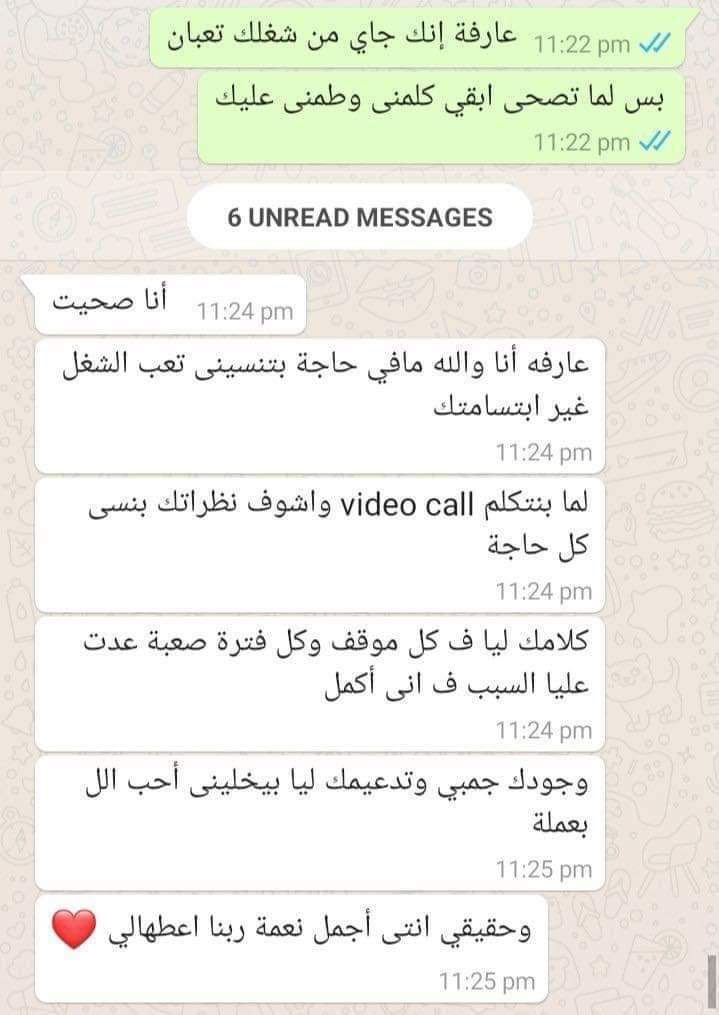 عارفة إنك جاي من شغلك تعبان
11:22 pm
بس لما تصحى ابقي كلمنى وطمنى عليك
11:22 pm
6 UNREAD MESSAGES
أنا صحيت
11:24 pm
عارفه أنا والله مافي حاجة بتنسينى تعب الشغل
غير ابتسامتك
11:24 pm
لما بنتكلم video call واشوف نظراتك بنسى
كل حاجة
11:24 pm
كلامك ليا ف كل موقف وكل فترة صعبة عدت
عليا السبب ف انى أكمل
11:24 pm
وجودك جمبي وتدعيمك ليا بيخلينى أحب الل
بعملة
11:25 pm
وحقيقي انتى أجمل نعمة ربنا اعطهالي ❤️
11:25 pm